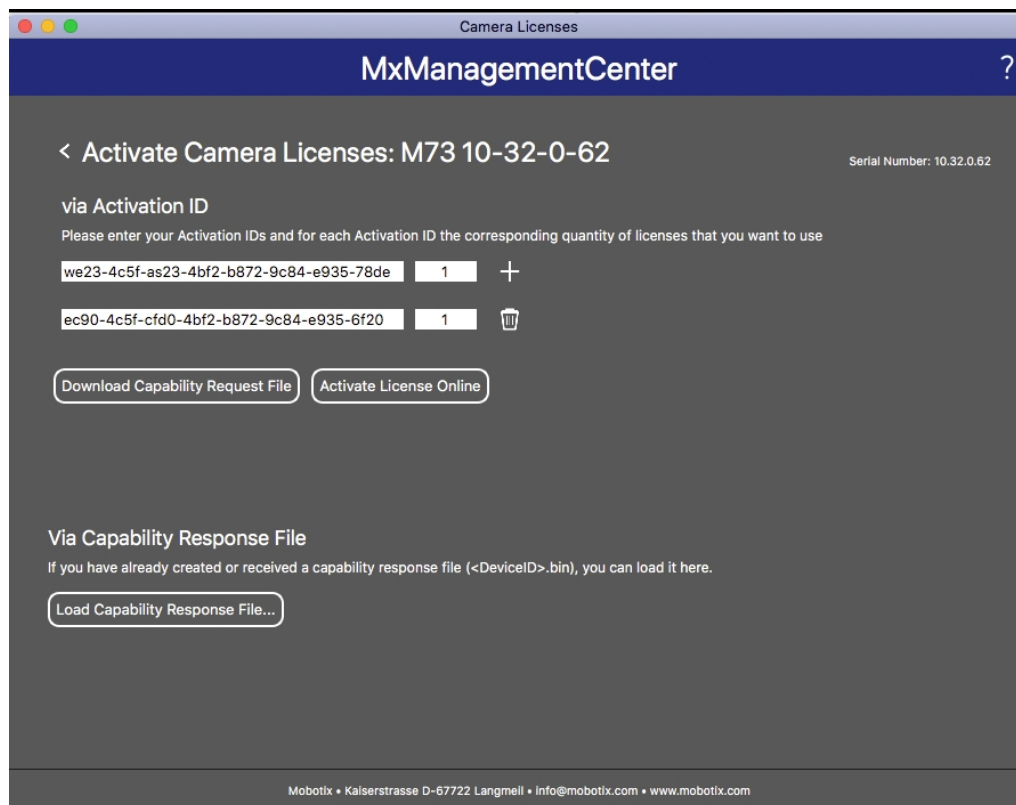 Camera Licenses
MxManagementCenter
?
< Activate Camera Licenses: M73 10-32-0-62
Serial Number: 10.32.0.62
via Activation ID
Please enter your Activation IDs and for each Activation ID the corresponding quantity of licenses that you want to use
we23-4c5f-as23-4bf2-b872-9c84-e935-78de 1 +
ec90-4c5f-cfd0-4bf2-b872-9c84-e935-6f20 1
Download Capability Request File Activate License Online
Via Capability Response File
If you have already created or received a capability response file (<DeviceID>.bin), you can load it here.
Load Capability Response File...
Mobotix • Kaiserstrasse D-67722 Langmeil • info@mobotix.com • www.mobotix.com